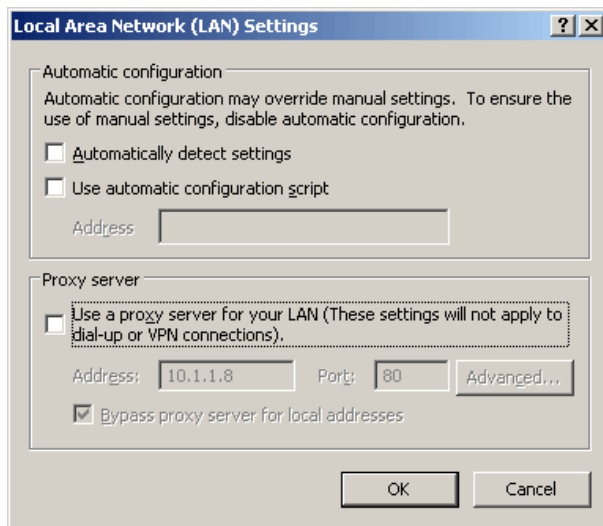 Local Area Network (LAN) Settings
Automatic configuration
Automatic configuration may override manual settings. To ensure the
use of manual settings, disable automatic configuration.
Automatically detect settings
Use automatic configuration script
Address
Proxy server
Use a proxy server for your LAN (These settings will not apply to
dial-up or VPN connections).
Address: 10.1.1.8 Port: 80 Advanced...
Bypass proxy server for local addresses
OK Cancel